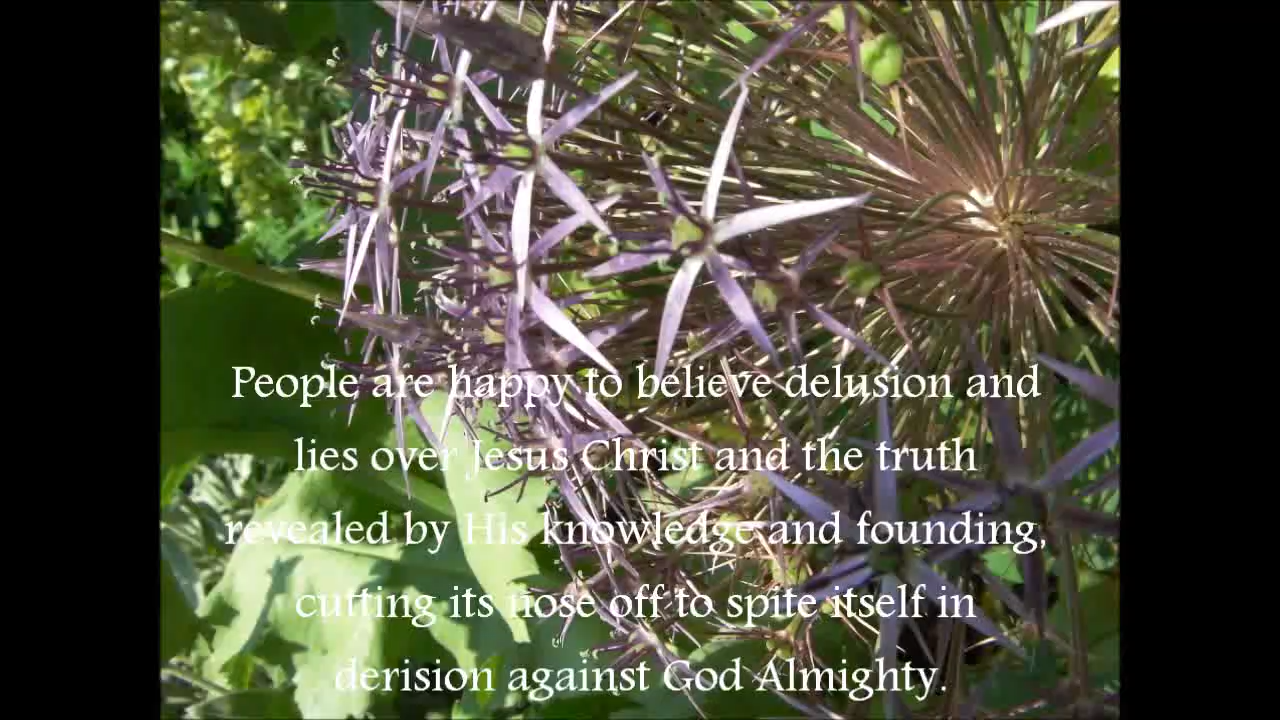 People are happy to believe delusion and
lies over Jesus Christ and the truth
revealed by His knowledge and founding,
cutting its nose off to spite itself in
derision against God Almighty.